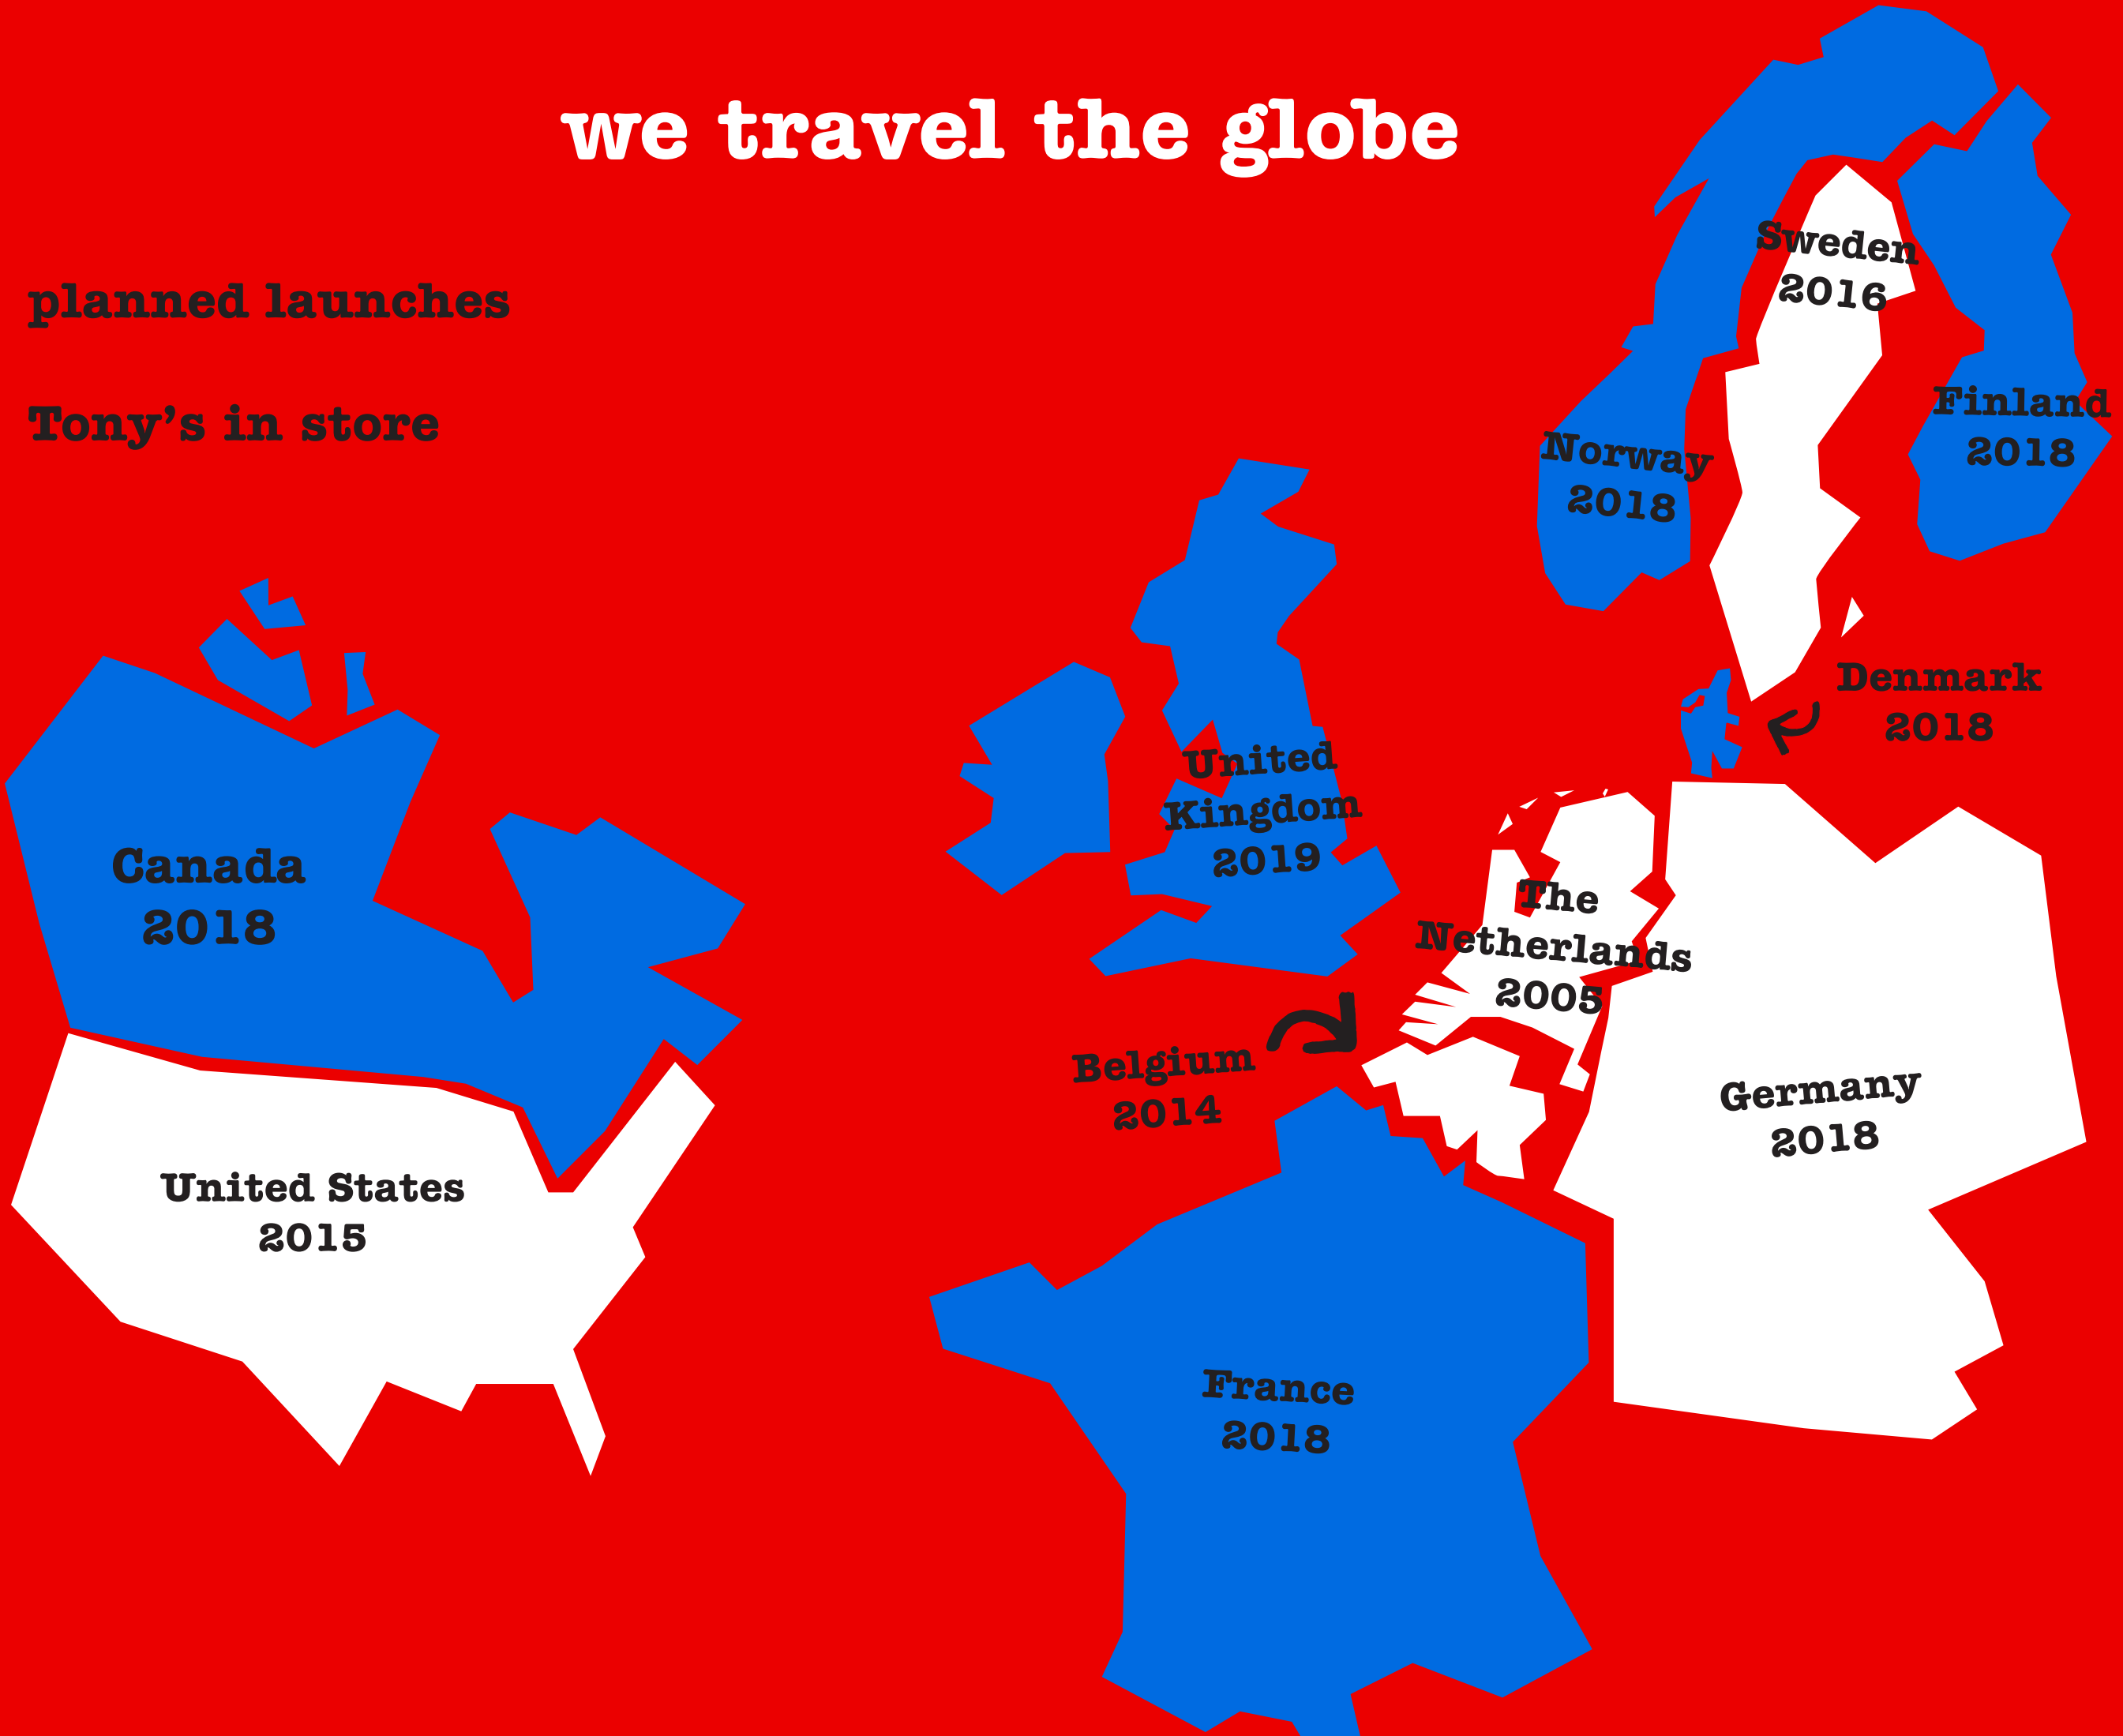 we travel the globe
planned launches
Tony's in store
Sweden
2016
Finland
2018
Norway
2018
Denmark
2018
United
Kingdom
2019
Canada
2018
The
Netherlands
2005
Belgium
2014
Germany
2018
United States
2015
France
2018